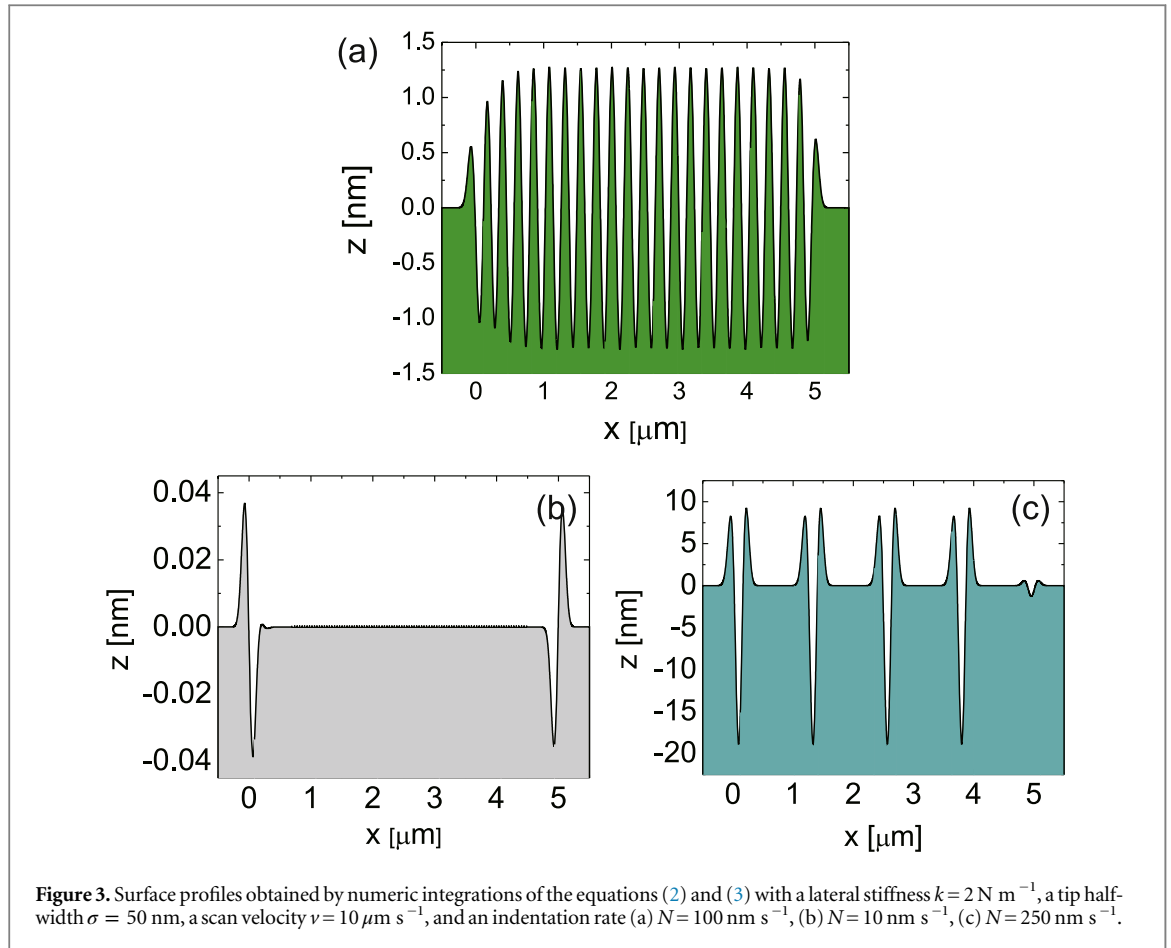 (a)
1.5
1.0
0.5
0.0
-0.5
-1.0
-1.5
z [nm]
0 1 2 3 4 5
x [μm]
(b)
0.04
0.02
0.00
-0.02
-0.04
z [nm]
0 1 2 3 4 5
x [μm]
(c)
10
5
0
-5
-10
-15
-20
z [nm]
0 1 2 3 4 5
x [μm]
Figure 3. Surface profiles obtained by numeric integrations of the equations (2) and (3) with a lateral stiffness k = 2 N m⁻¹, a tip half-
width σ = 50 nm, a scan velocity v = 10 μm s⁻¹, and an indentation rate (a) N = 100 nm s⁻¹, (b) N = 10 nm s⁻¹, (c) N = 250 nm s⁻¹.